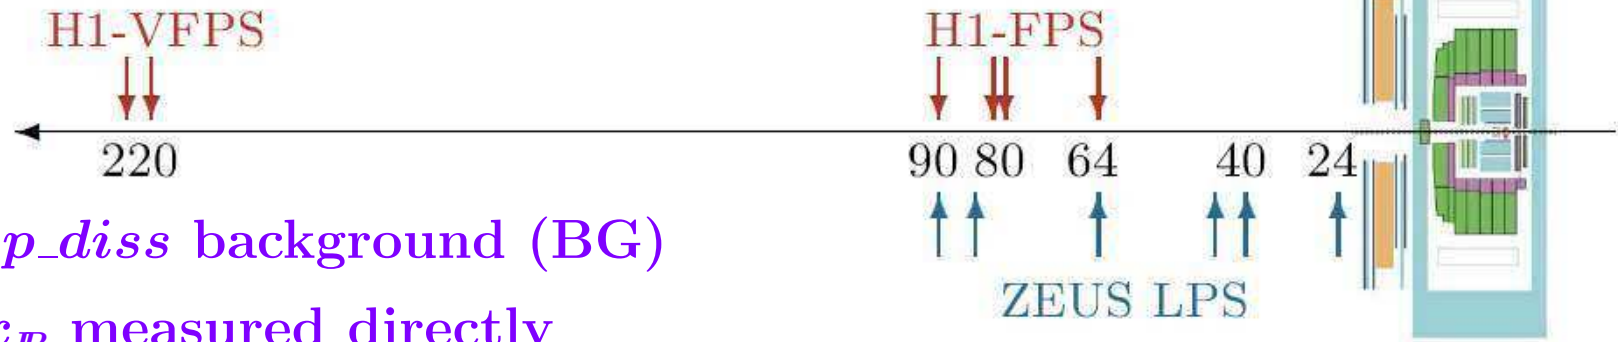 H1-VFPS H1-FPS
220 90 80 64 40 24
p_diss background (BG)
ZEUS LPS
measured directly